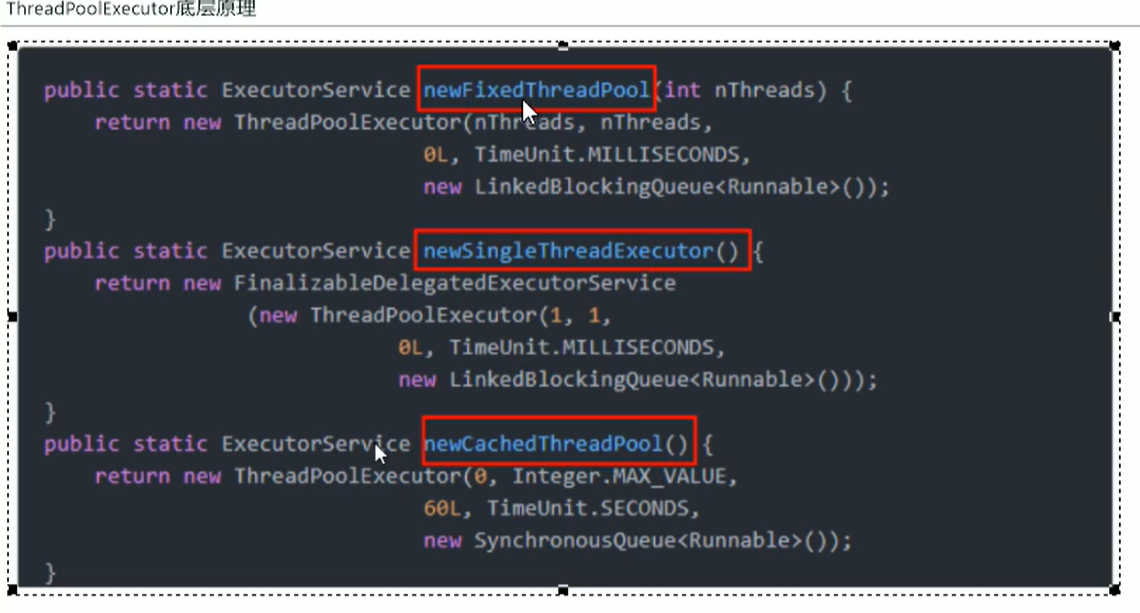 ThreadPoolExecutor底层原理
public static ExecutorService newFixedThreadPool(int nThreads) {
return new ThreadPoolExecutor(nThreads, nThreads,
0L, TimeUnit.MILLISECONDS,
new LinkedBlockingQueue<Runnable>());
}
public static ExecutorService newSingleThreadExecutor() {
return new FinalizableDelegatedExecutorService
(new ThreadPoolExecutor(1, 1,
0L, TimeUnit.MILLISECONDS,
new LinkedBlockingQueue<Runnable>()));
}
public static ExecutorService newCachedThreadPool() {
return new ThreadPoolExecutor(0, Integer.MAX_VALUE,
60L, TimeUnit.SECONDS,
new SynchronousQueue<Runnable>());
}